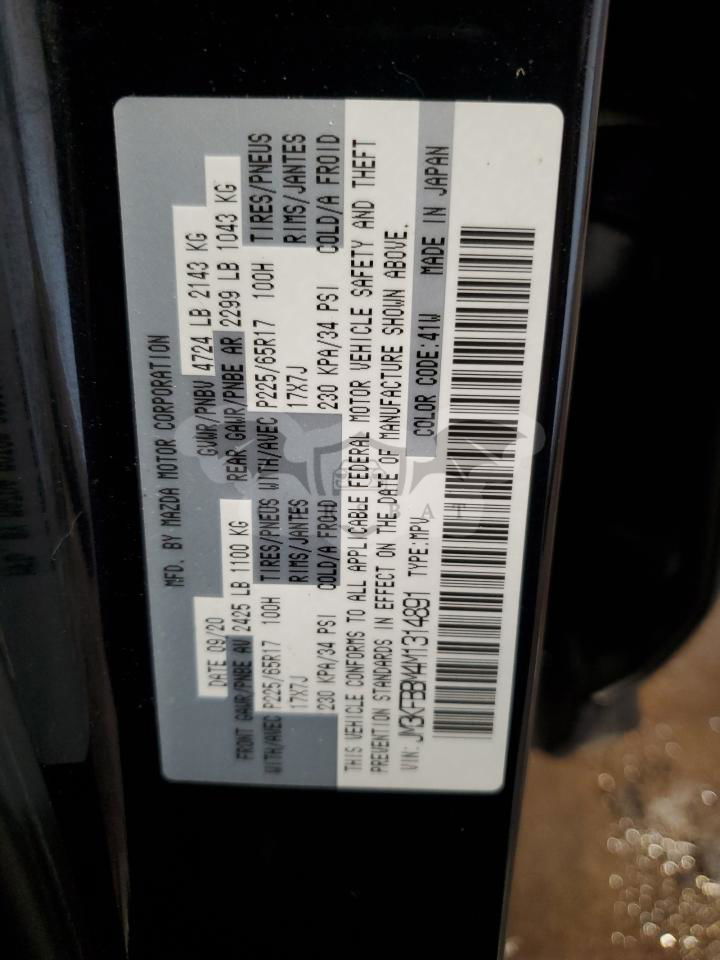 MFD. BY MAZDA MOTOR CORPORATION
DATE 09/20 GVWR/PNBV 4724 LB 2143 KG
FRONT GAWR/PNBE AV 2425 LB 1100 KG REAR GAWR/PNBE AR 2299 LB 1043 KG
WITH/AVEC P225/65R17 100H TIRES/PNEUS WITH/AVEC P225/65R17 100H TIRES/PNEUS
17X7J RIMS/JANTES 17X7J RIMS/JANTES
230 KPA/34 PSI COLD/A FROID 230 KPA/34 PSI COLD/A FROID
THIS VEHICLE CONFORMS TO ALL APPLICABLE FEDERAL MOTOR VEHICLE SAFETY AND THEFT
PREVENTION STANDARDS IN EFFECT ON THE DATE OF MANUFACTURE SHOWN ABOVE.
VIN: JM3KFBBM4M1314891 TYPE:MPV COLOR CODE:41W MADE IN JAPAN